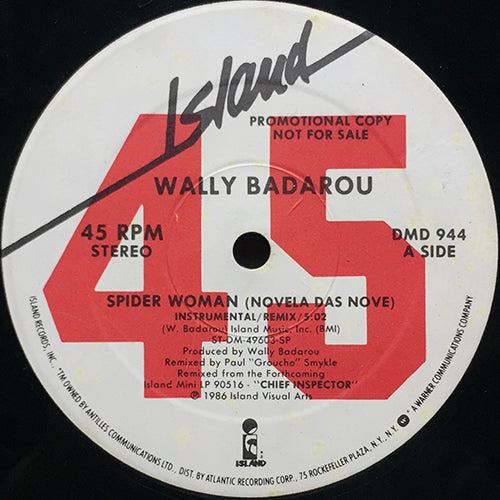 Island
PROMOTIONAL COPY
NOT FOR SALE
45
WALLY BADAROU
45 RPM
STEREO
DMD 944
A SIDE
SPIDER WOMAN (NOVELA DAS NOVE)
INSTRUMENTAL/REMIX/5:02
(W. Badarou) Island Music, Inc. (BMI)
ST-DM-49603-SP
Produced by Wally Badarou
Remixed by Paul "Groucho" Smykle
Remixed from the Forthcoming
Island Mini LP 90516 - "CHIEF INSPECTOR"
℗ 1986 Island Visual Arts
ISLAND
ISLAND RECORDS, INC., *TM OWNED BY ANTILLES COMMUNICATIONS LTD., DIST. BY ATLANTIC RECORDING CORP., 75 ROCKEFELLER PLAZA, N.Y., N.Y. A WARNER COMMUNICATIONS COMPANY